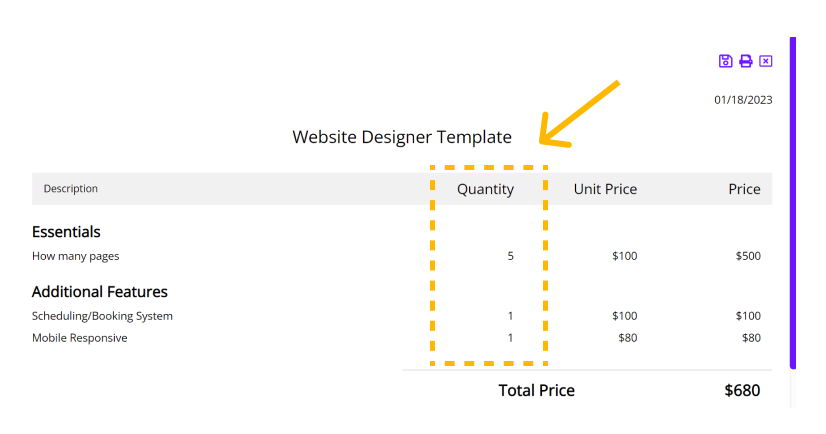 01/18/2023
Website Designer Template
Description Quantity Unit Price Price
Essentials
How many pages 5 $100 $500
Additional Features
Scheduling/Booking System 1 $100 $100
Mobile Responsive 1 $80 $80
Total Price $680